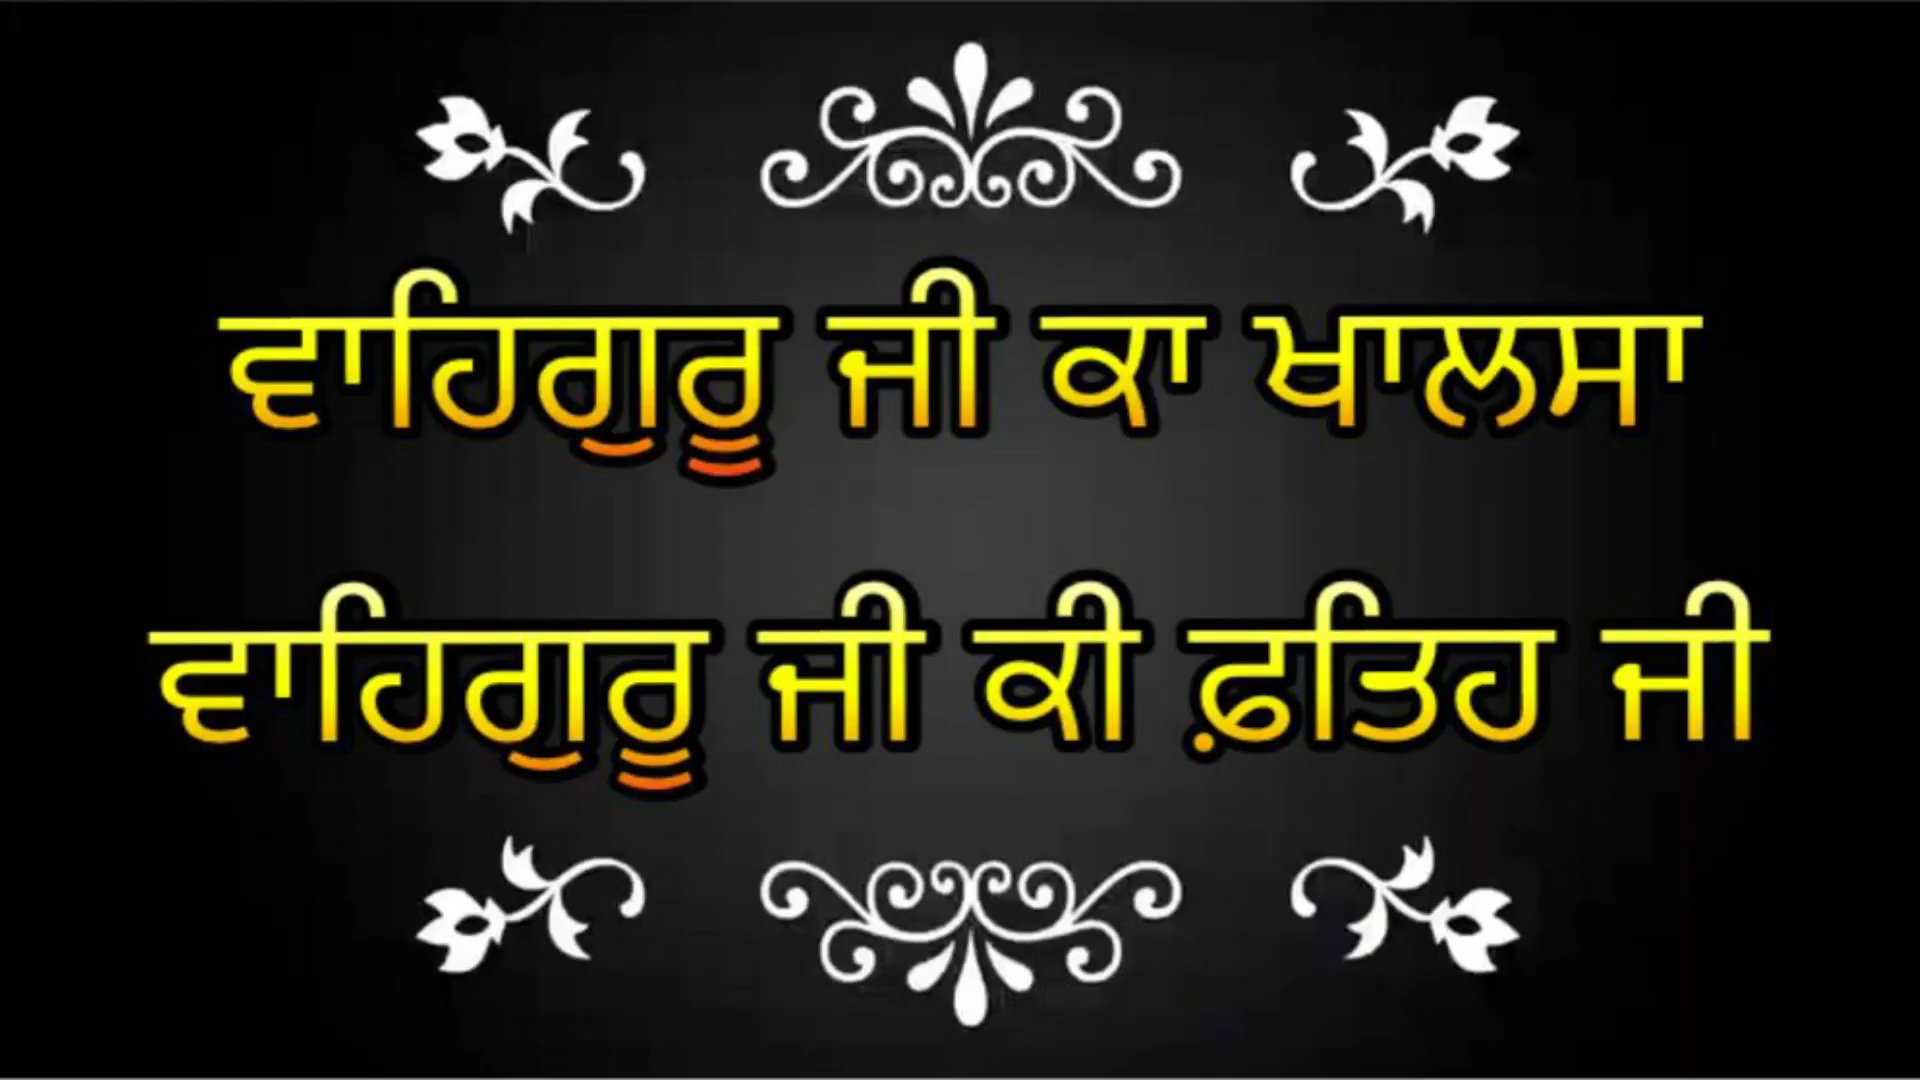 ਵਾਹਿਗੁਰੂ ਜੀ ਕਾ ਖਾਲਸਾ
ਵਾਹਿਗੁਰੂ ਜੀ ਕੀ ਫ਼ਤਿਹ ਜੀ